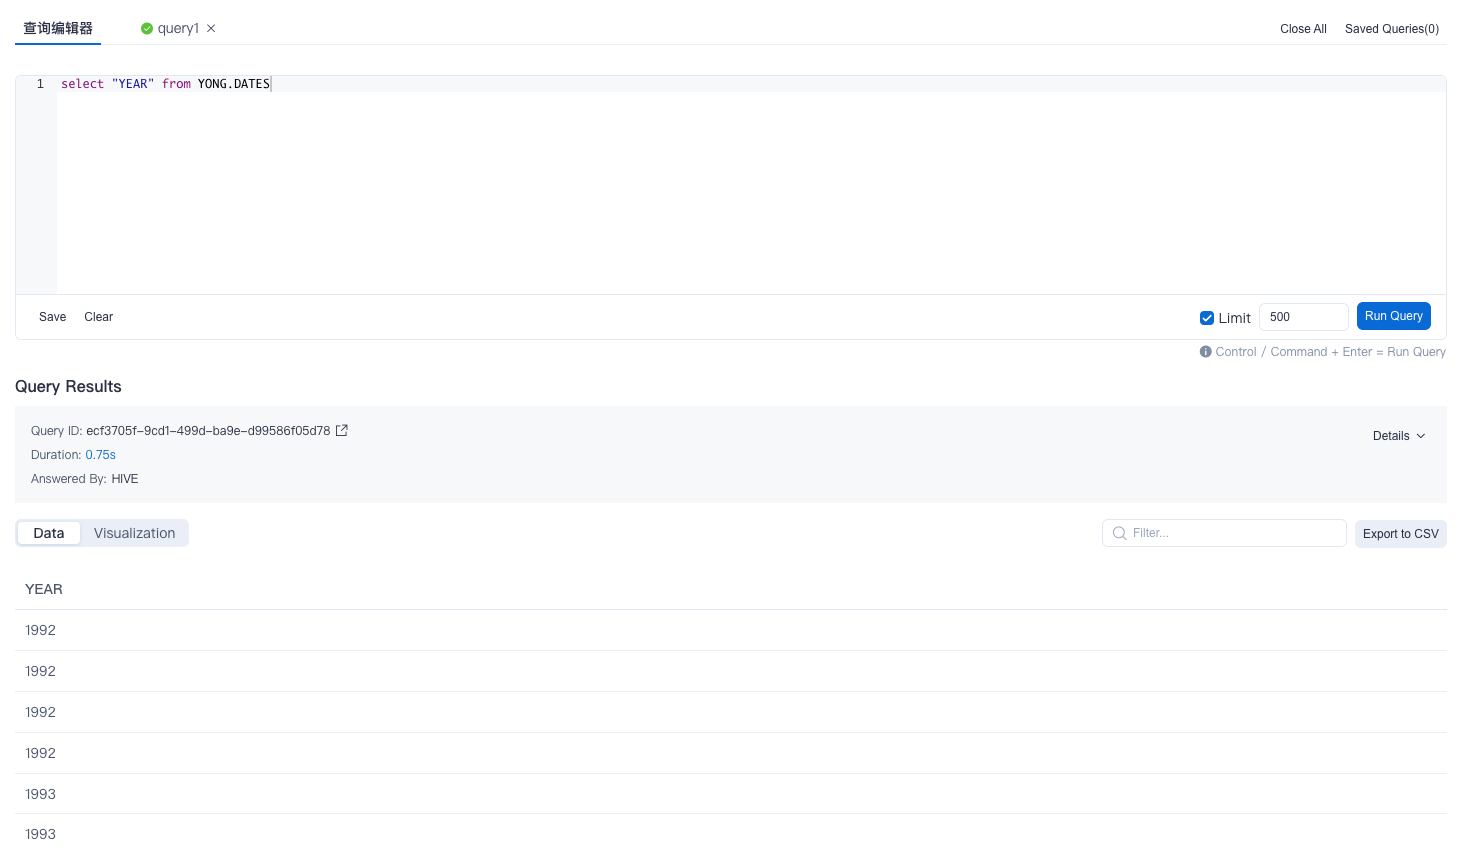 查询编辑器
query1
Close All
Saved Queries(0)
1 select "YEAR" from YONG.DATES
Save
Clear
Limit
500
Run Query
Control / Command + Enter = Run Query
Query Results
Query ID: ecf3705f-9cd1-499d-ba9e-d99586f05d78
Details
Duration: 0.75s
Answered By: HIVE
Data
Visualization
Filter...
Export to CSV
YEAR
1992
1992
1992
1992
1993
1993